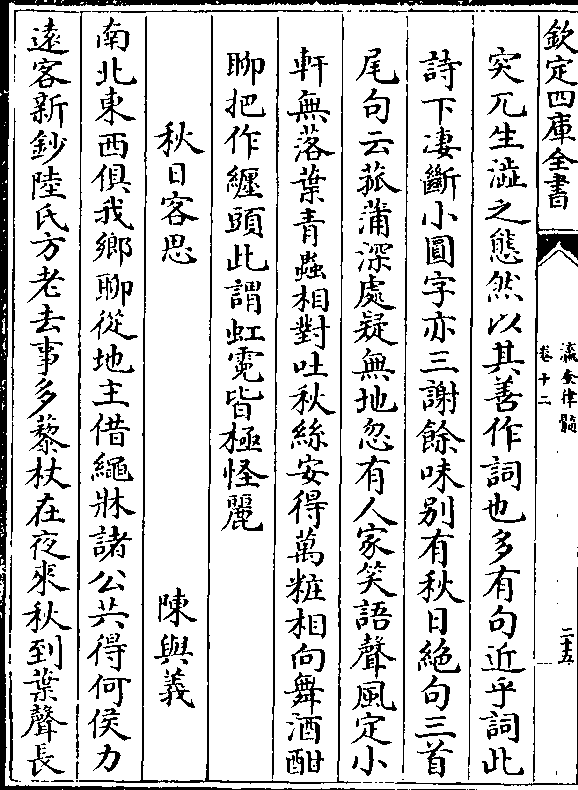 欽定四庫全書
瀛奎律髓
卷十二
二十五
突兀生澁之態然以其善作詞也多有句近乎詞此
詩下凄斷小圓字亦三謝餘味别有秋日絶句三首
尾句云菰蒲深處疑無地忽有人家笑語聲風定小
軒無落葉青蟲相對吐秋絲安得萬粧相向舞酒酣
聊把作纒頭此謂虹霓皆極怪麗
秋日客思 陳與義
南北東西俱我鄉聊從地主借繩牀諸公共得何侯力
遠客新鈔陸氏方老去事多藜杖在夜來秋到葉聲長